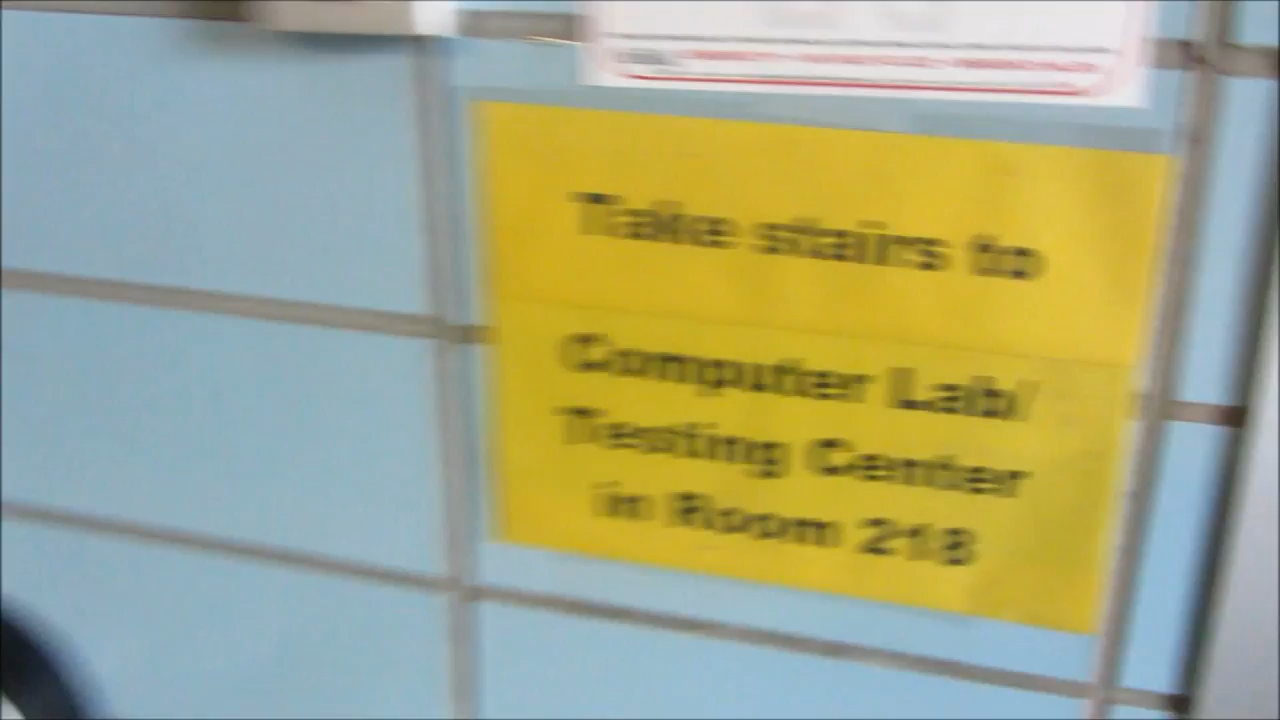 Take stairs to
Computer Lab/
Testing Center
in Room 218